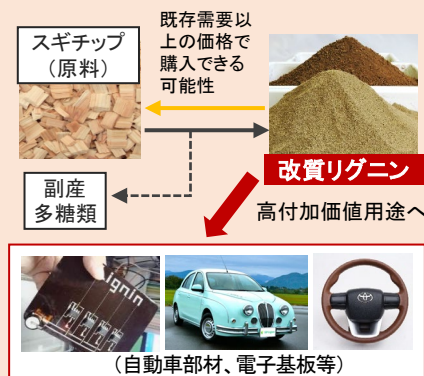 スギチップ
（原料）
既存需要以
上の価格で
購入できる
可能性
改質リグニン
副産
多糖類
高付加価値用途へ
lignin
（自動車部材、電子基板等）